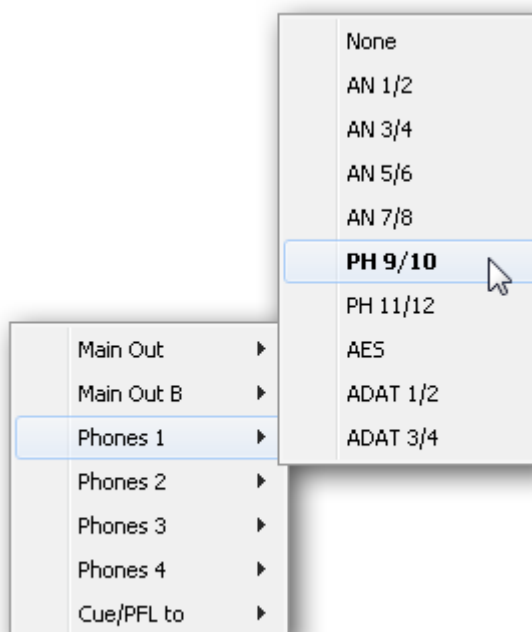 None
AN 1/2
AN 3/4
AN 5/6
AN 7/8
PH 9/10
PH 11/12
AES
ADAT 1/2
ADAT 3/4
Main Out
Main Out B
Phones 1
Phones 2
Phones 3
Phones 4
Cue/PFL to